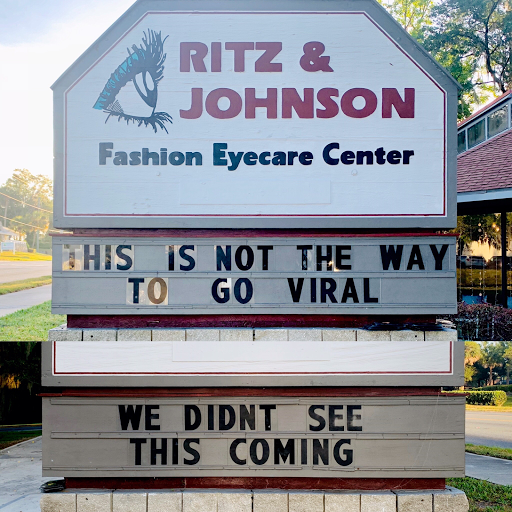 RITZ &
JOHNSON
Fashion Eyecare Center
THIS IS NOT THE WAY
TO GO VIRAL
WE DIDNT SEE
THIS COMING